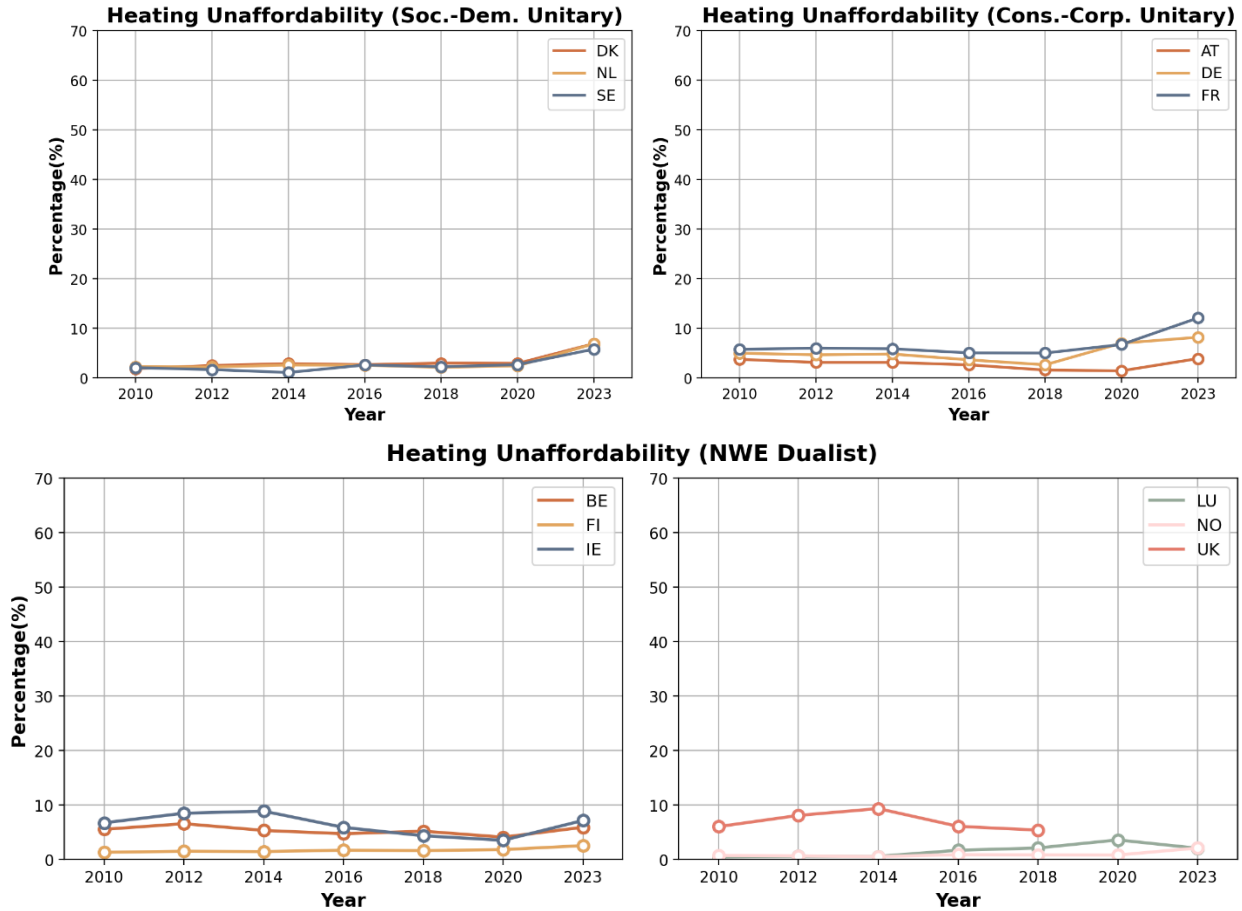 Heating Unaffordability (Soc.-Dem. Unitary)
70
60
50
40
30
20
10
0
Percentage(%)
DK
NL
SE
2010 2012 2014 2016 2018 2020 2023
Year
Heating Unaffordability (Cons.-Corp. Unitary)
70
60
50
40
30
20
10
0
Percentage(%)
AT
DE
FR
2010 2012 2014 2016 2018 2020 2023
Year
Heating Unaffordability (NWE Dualist)
70
60
50
40
30
20
10
0
Percentage(%)
BE
FI
IE
2010 2012 2014 2016 2018 2020 2023
Year
70
60
50
40
30
20
10
0
LU
NO
UK
2010 2012 2014 2016 2018 2020 2023
Year